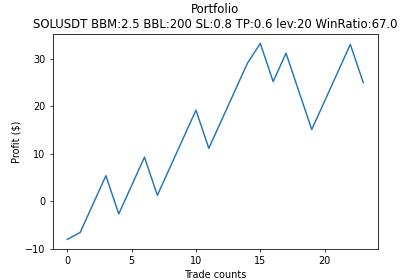 Portfolio
SOLUSDT BBM:2.5 BBL:200 SL:0.8 TP:0.6 lev:20 WinRatio:67.0
Profit ($)
30
20
10
0
−10
0
5
10
15
20
Trade counts